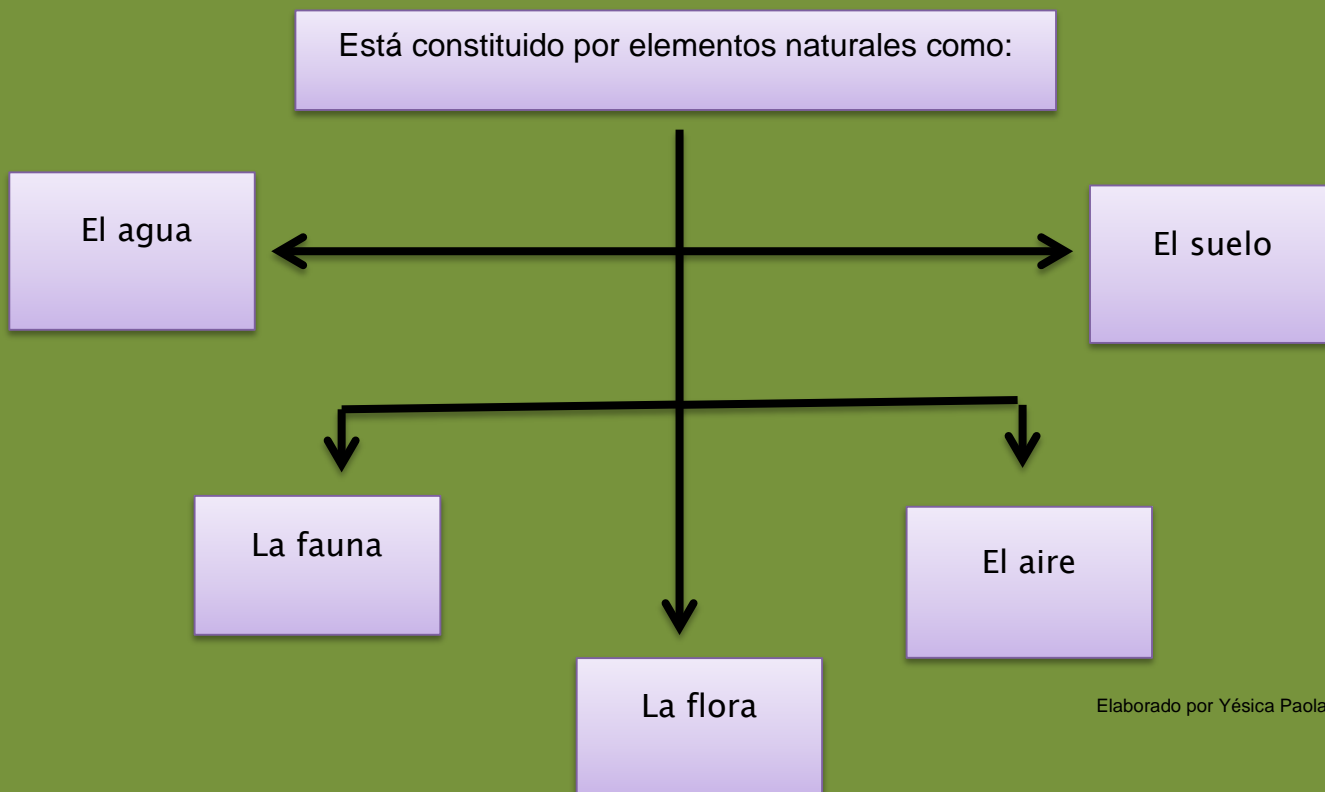 Está constituido por elementos naturales como:
El agua
El suelo
La fauna
El aire
La flora
Elaborado por Yésica Paola